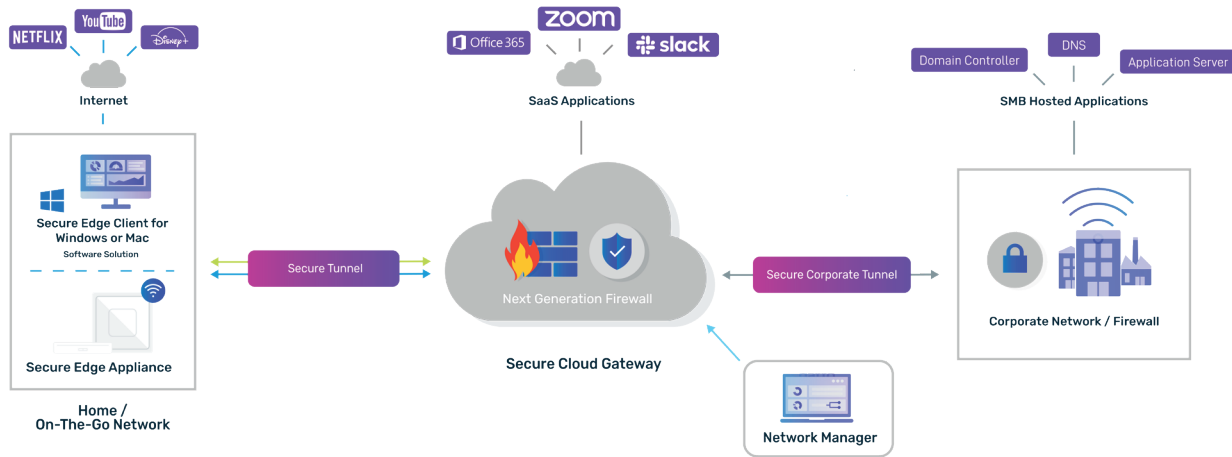 NETFLIX
YouTube
Disney+
Internet
Secure Edge Client for
Windows or Mac
Software Solution
Secure Edge Appliance
Home /
On-The-Go Network
Secure Tunnel
Office 365
zoom
slack
SaaS Applications
Next Generation Firewall
Secure Cloud Gateway
Secure Corporate Tunnel
Network Manager
Domain Controller
DNS
Application Server
SMB Hosted Applications
Corporate Network / Firewall